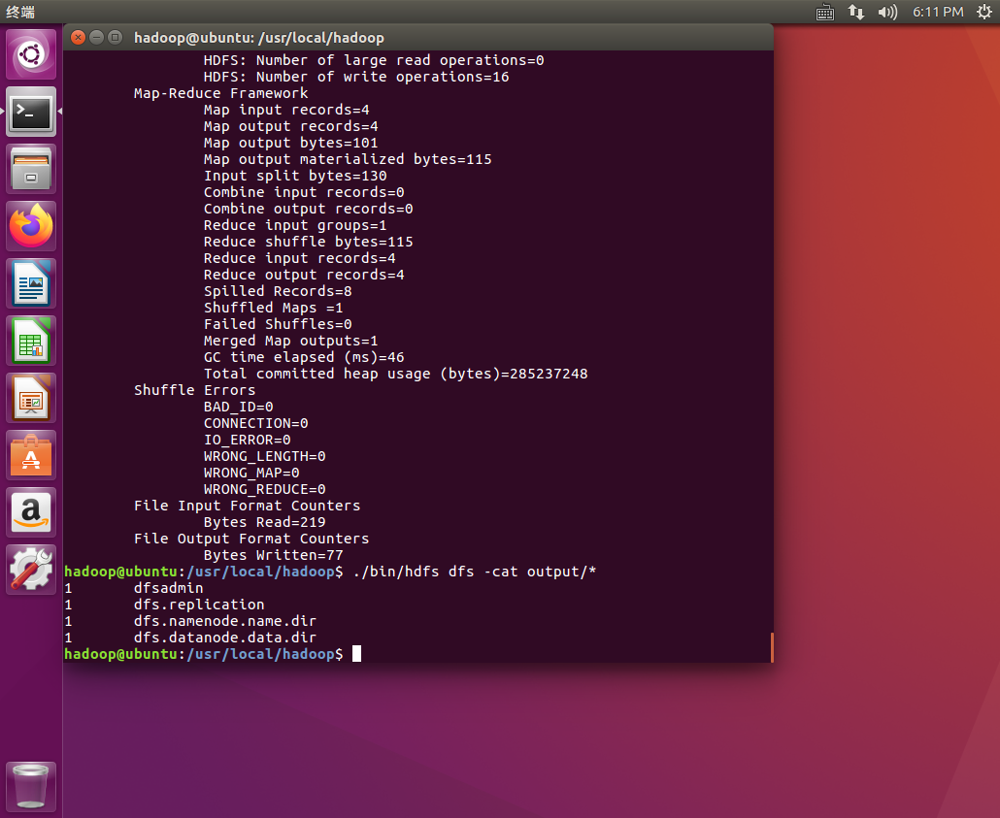 终端
6:11 PM
hadoop@ubuntu: /usr/local/hadoop
HDFS: Number of large read operations=0
HDFS: Number of write operations=16
Map-Reduce Framework
Map input records=4
Map output records=4
Map output bytes=101
Map output materialized bytes=115
Input split bytes=130
Combine input records=0
Combine output records=0
Reduce input groups=1
Reduce shuffle bytes=115
Reduce input records=4
Reduce output records=4
Spilled Records=8
Shuffled Maps =1
Failed Shuffles=0
Merged Map outputs=1
GC time elapsed (ms)=46
Total committed heap usage (bytes)=285237248
Shuffle Errors
BAD_ID=0
CONNECTION=0
IO_ERROR=0
WRONG_LENGTH=0
WRONG_MAP=0
WRONG_REDUCE=0
File Input Format Counters
Bytes Read=219
File Output Format Counters
Bytes Written=77
hadoop@ubuntu:/usr/local/hadoop$ ./bin/hdfs dfs -cat output/*
1 dfsadmin
1 dfs.replication
1 dfs.namenode.name.dir
1 dfs.datanode.data.dir
hadoop@ubuntu:/usr/local/hadoop$